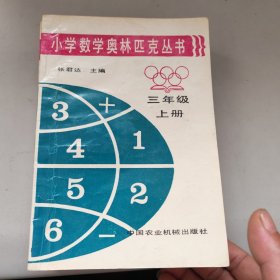 小学数学奥林匹克丛书
张君达 主编
三年级
上册
3 +
4 1
5 2
6 -
中国农业机械出版社